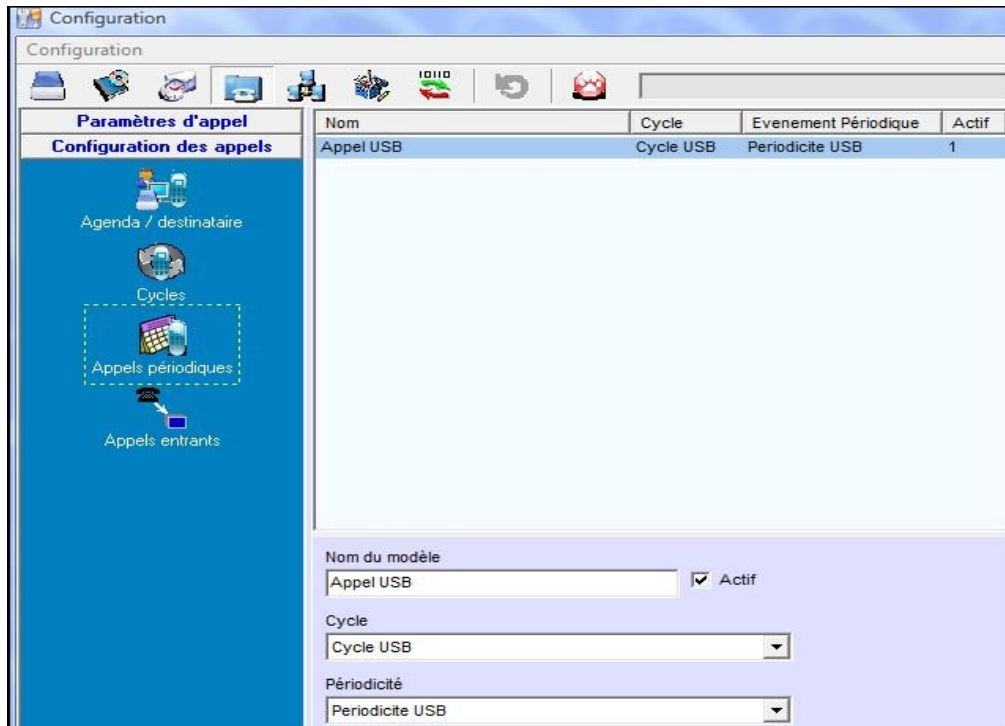 Configuration
Configuration
Paramètres d'appel
Configuration des appels
Agenda / destinataire
Cycles
Appels périodiques
Appels entrants
Nom Cycle Evenement Périodique Actif
Appel USB Cycle USB Periodicite USB 1
Nom du modèle
Appel USB Actif
Cycle
Cycle USB
Périodicité
Periodicite USB